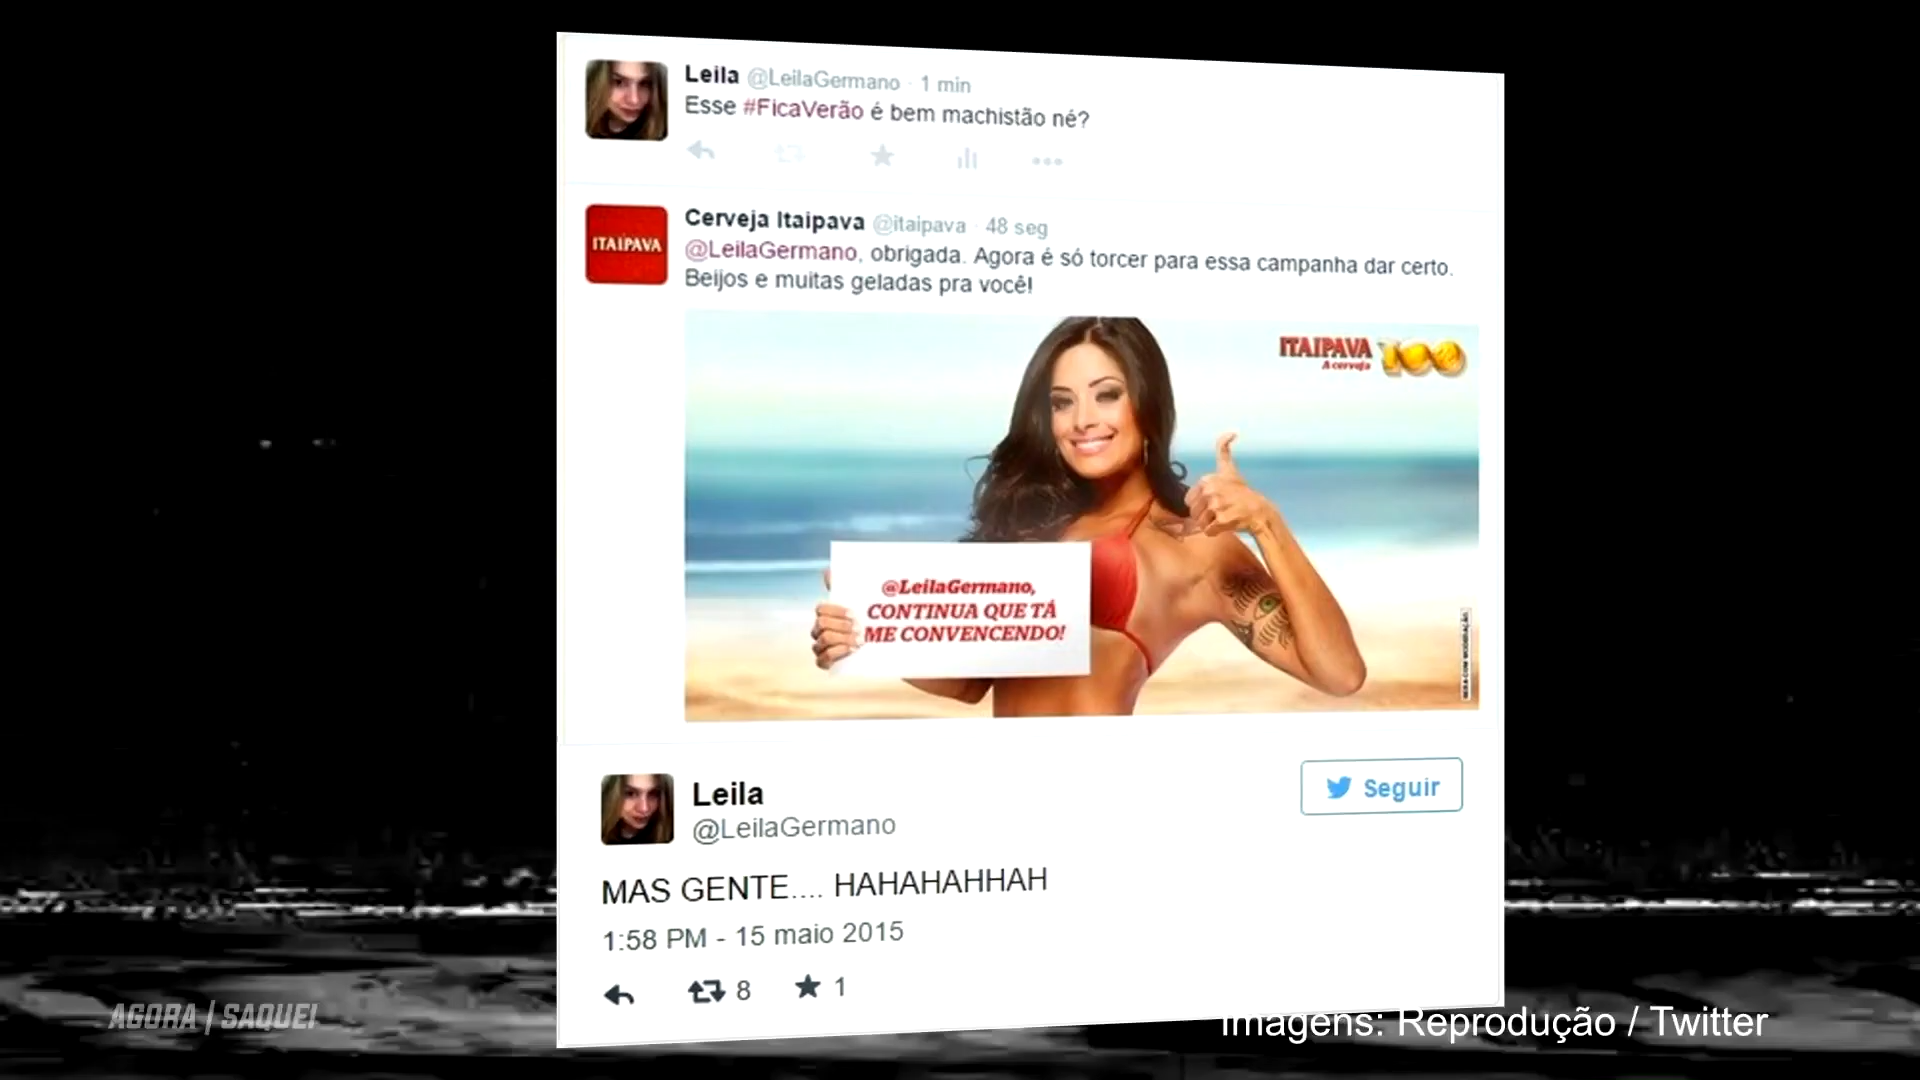 Leila @LeilaGermano · 1 min
Esse #FicaVerão é bem machistão né?
ITAIPAVA
Cerveja Itaipava @itaipava · 48 seg
@LeilaGermano, obrigada. Agora é só torcer para essa campanha dar certo.
Beijos e muitas geladas pra você!
ITAIPAVA 100
A cerveja
@LeilaGermano,
CONTINUA QUE TÁ
ME CONVENCENDO!
BEBA COM MODERAÇÃO.
Leila
@LeilaGermano
Seguir
MAS GENTE.... HAHAHAHHAH
1:58 PM - 15 maio 2015
8 1
AGORA | SAQUEI
Imagens: Reprodução / Twitter